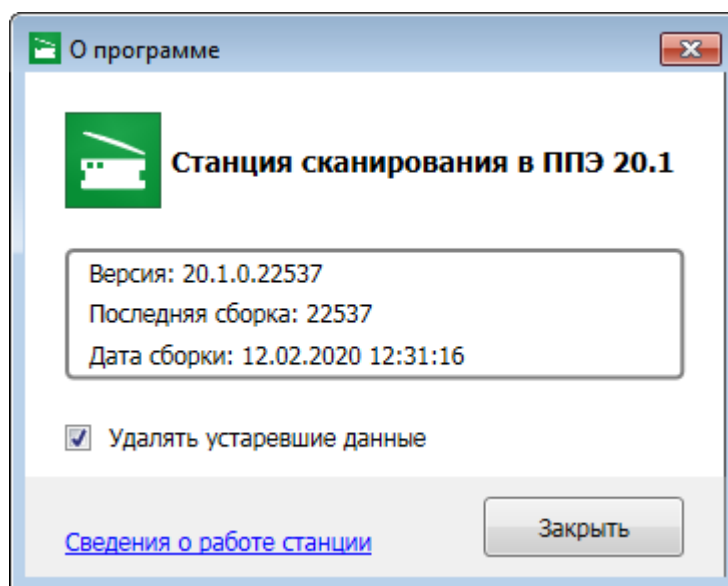 О программе
Станция сканирования в ППЭ 20.1
Версия: 20.1.0.22537
Последняя сборка: 22537
Дата сборки: 12.02.2020 12:31:16
Удалять устаревшие данные
Сведения о работе станции
Закрыть